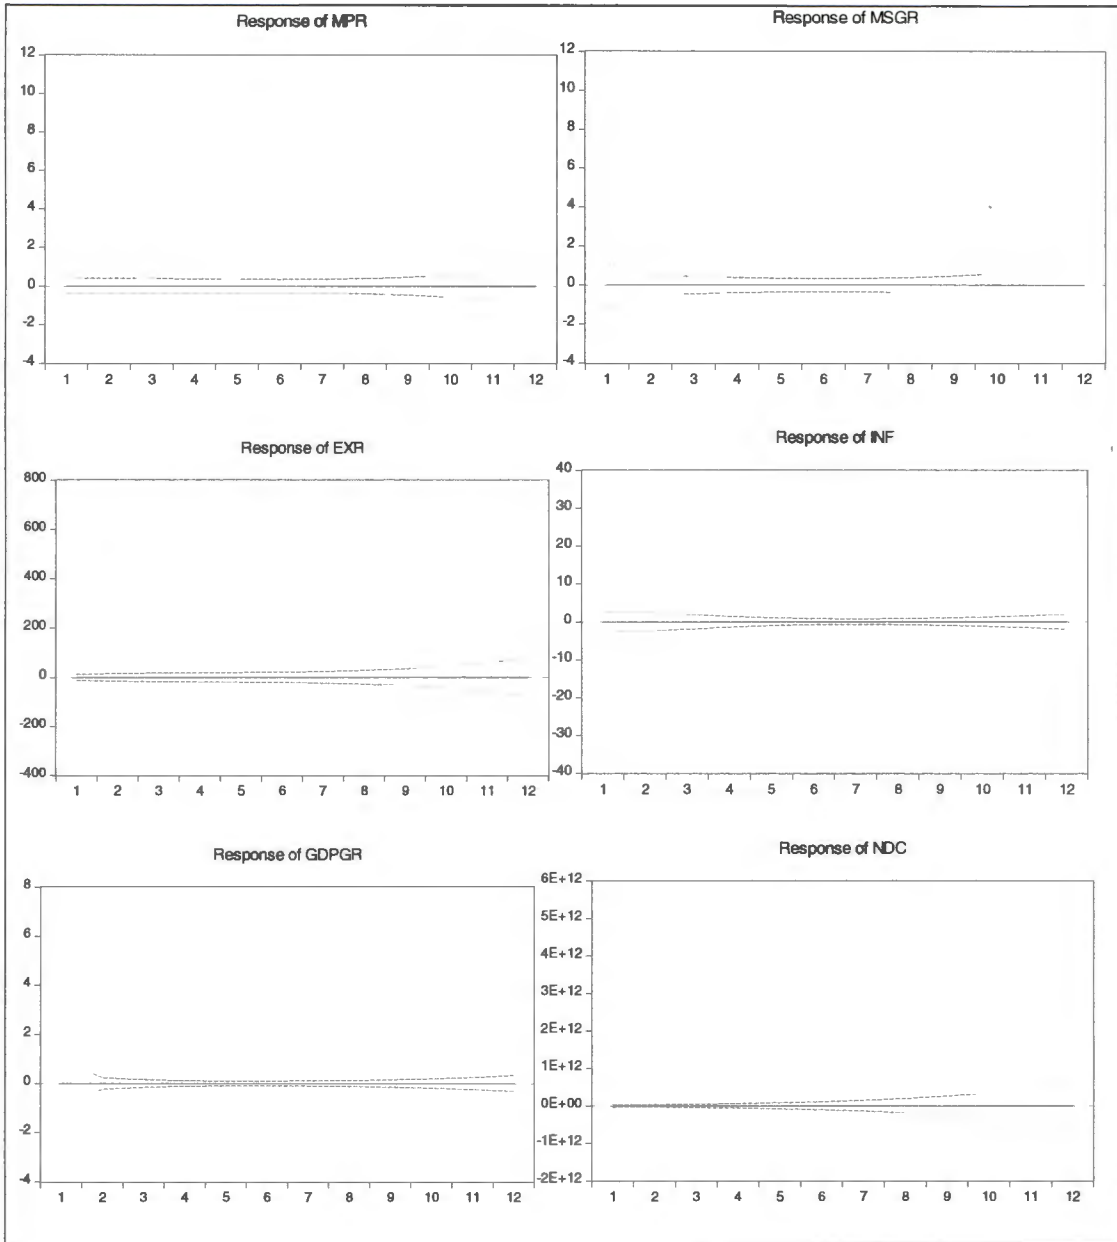 Response of MPR
12
10
8
6
4
2
0
-2
-4
1 2 3 4 5 6 7 8 9 10 11 12
Response of MSGR
12
10
8
6
4
2
0
-2
-4
1 2 3 4 5 6 7 8 9 10 11 12
Response of EXR
800
600
400
200
0
-200
-400
1 2 3 4 5 6 7 8 9 10 11 12
Response of INF
40
30
20
10
0
-10
-20
-30
-40
1 2 3 4 5 6 7 8 9 10 11 12
Response of GDPGR
8
6
4
2
0
-2
-4
1 2 3 4 5 6 7 8 9 10 11 12
Response of NDC
6E+12
5E+12
4E+12
3E+12
2E+12
1E+12
0E+00
-1E+12
-2E+12
1 2 3 4 5 6 7 8 9 10 11 12